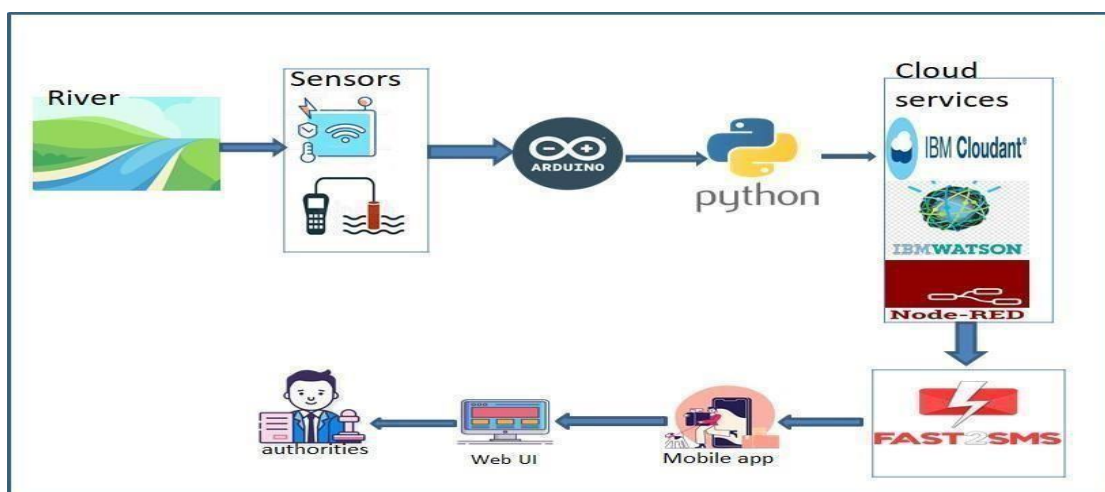 River
Sensors
ARDUINO
python
Cloud
services
IBM Cloudant®
IBMWATSON
Node-RED
FAST2SMS
Mobile app
Web UI
authorities